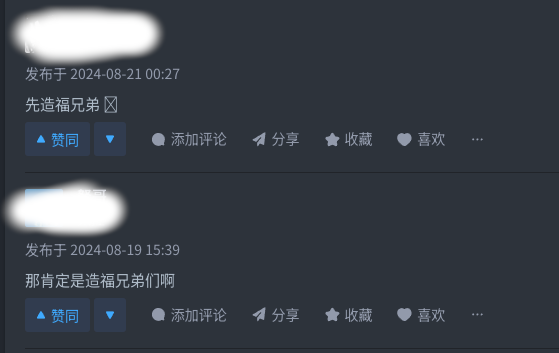 发布于 2024-08-21 00:27
先造福兄弟
赞同 添加评论 分享 收藏 喜欢 ...
哥
发布于 2024-08-19 15:39
那肯定是造福兄弟们啊
赞同 添加评论 分享 收藏 喜欢 ...